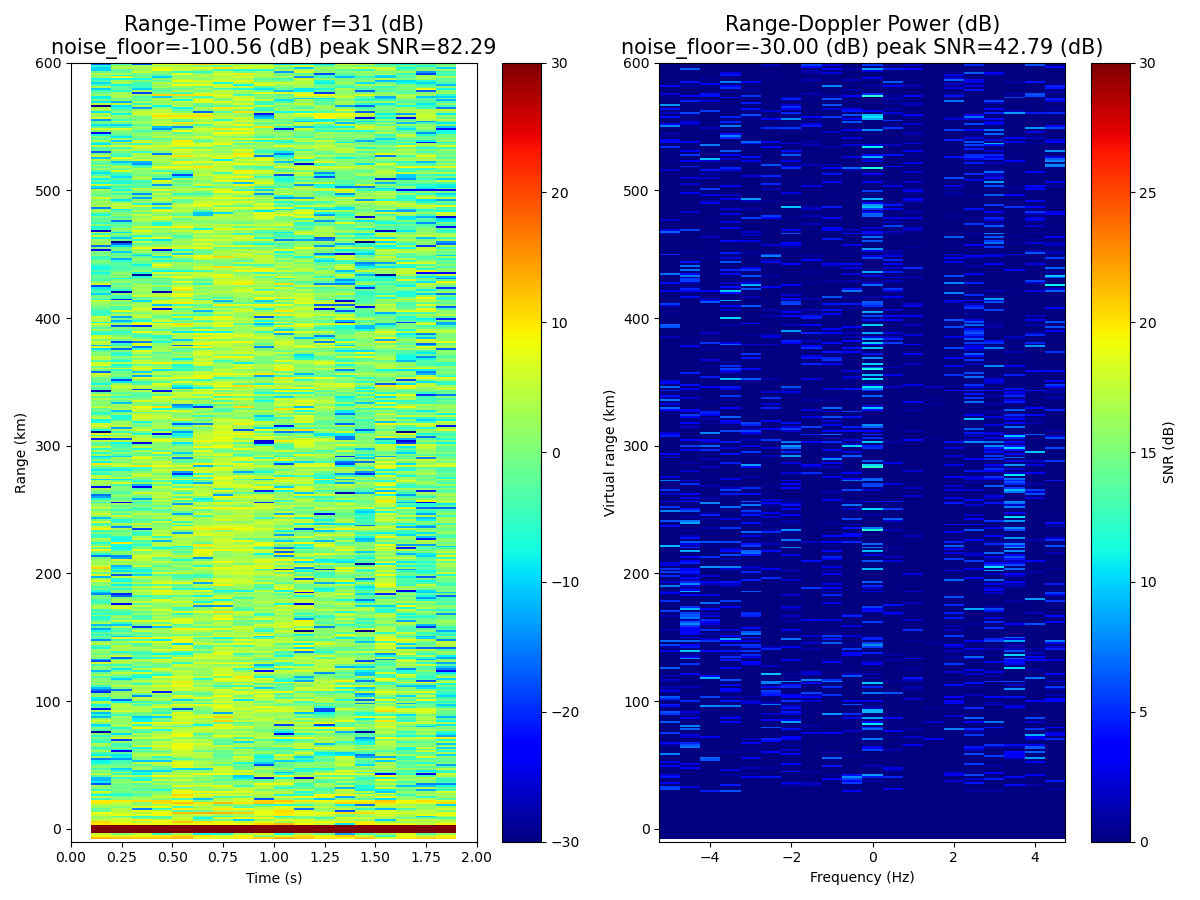 Range-Time Power f=31 (dB)
noise_floor=-100.56 (dB) peak SNR=82.29
600
500
400
300
200
100
0
Range (km)
0.00 0.25 0.50 0.75 1.00 1.25 1.50 1.75 2.00
Time (s)
30
20
10
0
−10
−20
−30
Range-Doppler Power (dB)
noise_floor=-30.00 (dB) peak SNR=42.79 (dB)
600
500
400
300
200
100
0
Virtual range (km)
−4 −2 0 2 4
Frequency (Hz)
30
25
20
15
10
5
0
SNR (dB)